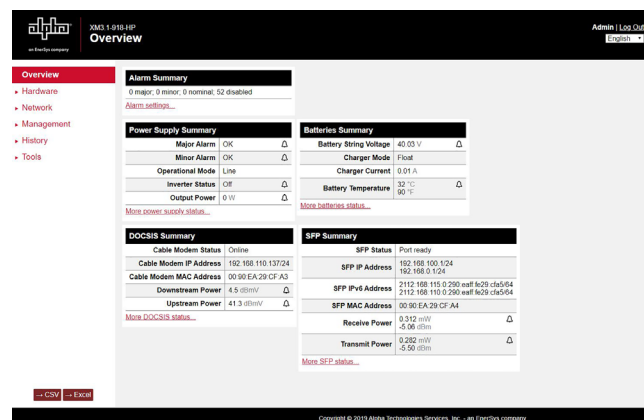 alpha
an EnerSys company
XM3.1-918-HP
Overview
Admin | Log Out
English
Overview
Hardware
Network
Management
History
Tools
Alarm Summary
0 major; 0 minor; 0 nominal; 52 disabled
Alarm settings...
Power Supply Summary
Major Alarm OK
Minor Alarm OK
Operational Mode Line
Inverter Status Off
Output Power 0 W
More power supply status...
Batteries Summary
Battery String Voltage 40.03 V
Charger Mode Float
Charger Current 0.01 A
Battery Temperature 32 °C
90 °F
More batteries status...
DOCSIS Summary
Cable Modem Status Online
Cable Modem IP Address 192.168.110.137/24
Cable Modem MAC Address 00:90:EA:29:CF:A3
Downstream Power 4.5 dBmV
Upstream Power 41.3 dBmV
More DOCSIS status...
SFP Summary
SFP Status Port ready
SFP IP Address 192.168.100.1/24
192.168.0.1/24
SFP IPv6 Address 2112:168:115:0:290:eaff:fe29:cfa5/64
2112:168:110:0:290:eaff:fe29:cfa5/64
SFP MAC Address 00:90:EA:29:CF:A4
Receive Power 0.312 mW
-5.06 dBm
Transmit Power 0.282 mW
-5.50 dBm
More SFP status...
→ CSV → Excel
Copyright © 2019 Alpha Technologies Services, Inc. - an EnerSys company